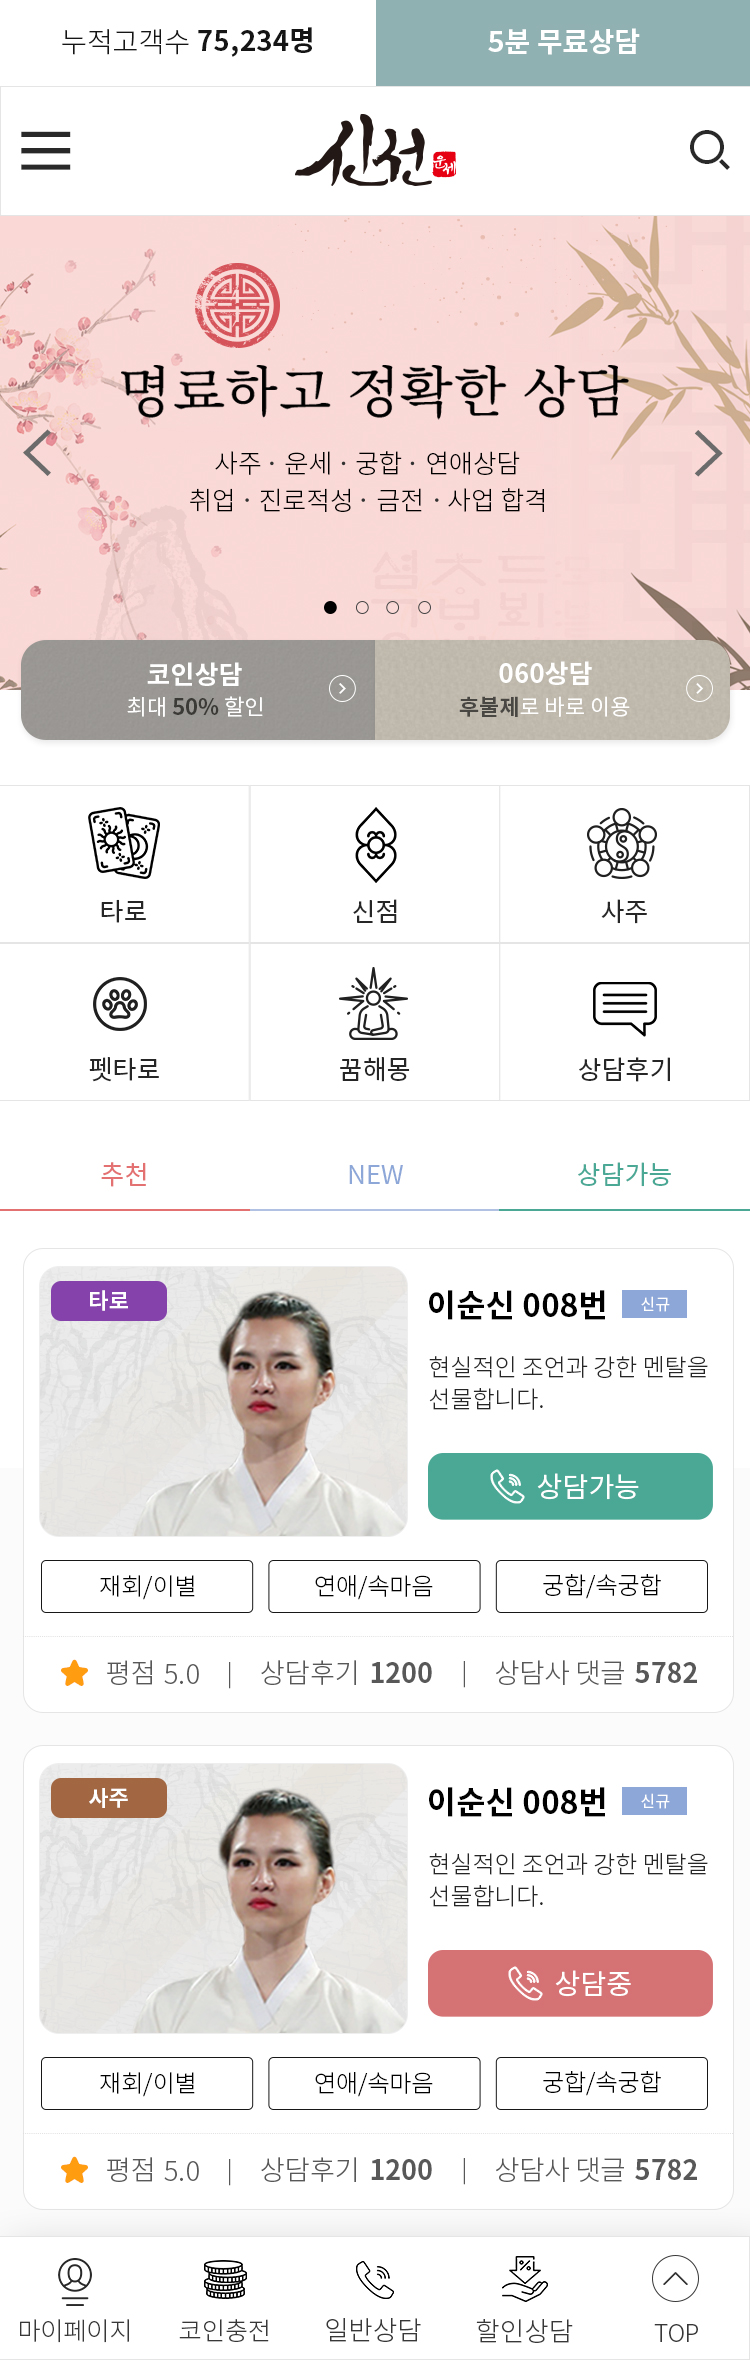 누적고객수 75,234명
5분 무료상담
신선 운세
명료하고 정확한 상담
사주 · 운세 · 궁합 · 연애상담
취업 · 진로적성 · 금전 · 사업 합격
코인상담
최대 50% 할인
060상담
후불제로 바로 이용
타로
신점
사주
펫타로
꿈해몽
상담후기
추천
NEW
상담가능
타로
이순신 008번 신규
현실적인 조언과 강한 멘탈을
선물합니다.
상담가능
재회/이별
연애/속마음
궁합/속궁합
평점 5.0 | 상담후기 1200 | 상담사 댓글 5782
사주
이순신 008번 신규
현실적인 조언과 강한 멘탈을
선물합니다.
상담중
재회/이별
연애/속마음
궁합/속궁합
평점 5.0 | 상담후기 1200 | 상담사 댓글 5782
마이페이지
코인충전
일반상담
할인상담
TOP